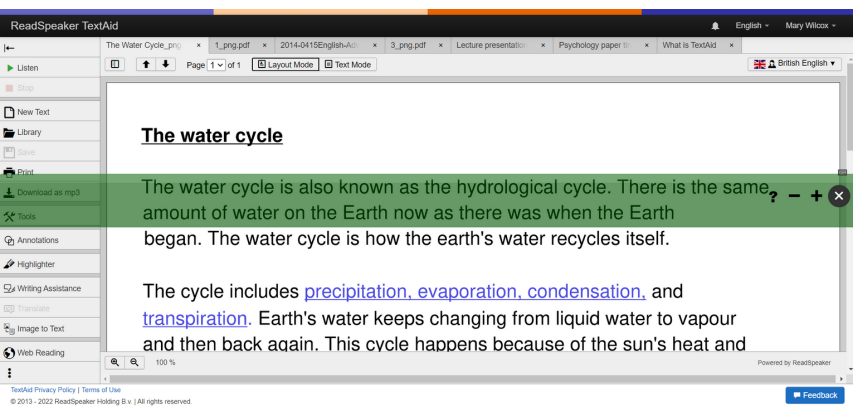 ReadSpeaker TextAid
English
Mary Wilcox
The Water Cycle_png. × 1_png.pdf × 2014-0415English-Adv × 3_png.pdf × Lecture presentation × Psychology paper × What is TextAid ×
Page 1 of 1 Layout Mode Text Mode British English
Listen
Stop
New Text
Library
Save
Print
Download as mp3
Tools
Annotations
Highlighter
Writing Assistance
Translate
Image to Text
Web Reading
The water cycle
The water cycle is also known as the hydrological cycle. There is the same
amount of water on the Earth now as there was when the Earth
began. The water cycle is how the earth's water recycles itself.
The cycle includes precipitation, evaporation, condensation, and
transpiration. Earth's water keeps changing from liquid water to vapour
and then back again. This cycle happens because of the sun's heat and
? − + ×
100 %
Powered by ReadSpeaker
TextAid Privacy Policy | Terms of Use
© 2013 - 2022 ReadSpeaker Holding B.v. | All rights reserved.
Feedback